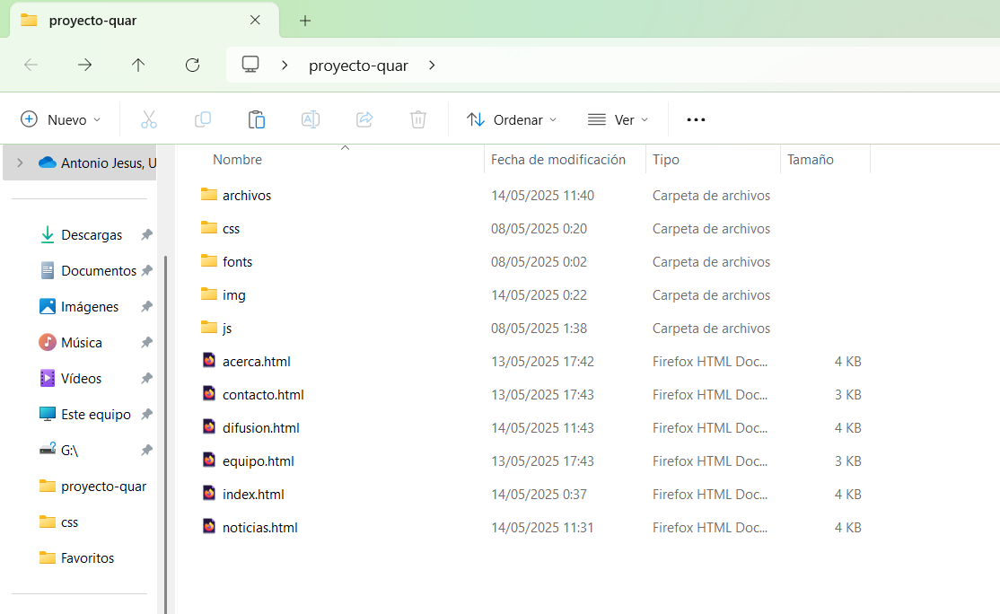 proyecto-quar
proyecto-quar
Nuevo
Ordenar
Ver
Antonio Jesus, U
Descargas
Documentos
Imágenes
Música
Vídeos
Este equipo
G:\
proyecto-quar
css
Favoritos
Nombre Fecha de modificación Tipo Tamaño
archivos 14/05/2025 11:40 Carpeta de archivos
css 08/05/2025 0:20 Carpeta de archivos
fonts 08/05/2025 0:02 Carpeta de archivos
img 14/05/2025 0:22 Carpeta de archivos
js 08/05/2025 1:38 Carpeta de archivos
acerca.html 13/05/2025 17:42 Firefox HTML Doc... 4 KB
contacto.html 13/05/2025 17:43 Firefox HTML Doc... 3 KB
difusion.html 14/05/2025 11:43 Firefox HTML Doc... 4 KB
equipo.html 13/05/2025 17:43 Firefox HTML Doc... 3 KB
index.html 14/05/2025 0:37 Firefox HTML Doc... 4 KB
noticias.html 14/05/2025 11:31 Firefox HTML Doc... 4 KB